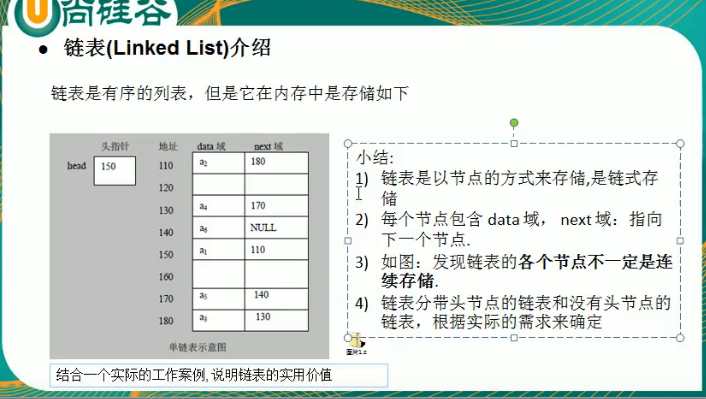 尚硅谷
● 链表(Linked List)介绍
链表是有序的列表，但是它在内存中是存储如下
头指针 地址 data 域 next 域
head 150 110 a₂ 180
120
130 a₄ 170
140 a₆ NULL
150 a₁ 110
160
170 a₅ 140
180 a₃ 130
单链表示意图
小结:
1) 链表是以节点的方式来存储,是链式存
储
2) 每个节点包含 data 域， next 域：指向
下一个节点.
3) 如图：发现链表的各个节点不一定是连
续存储.
4) 链表分带头节点的链表和没有头节点的
链表，根据实际的需求来确定
结合一个实际的工作案例, 说明链表的实用价值